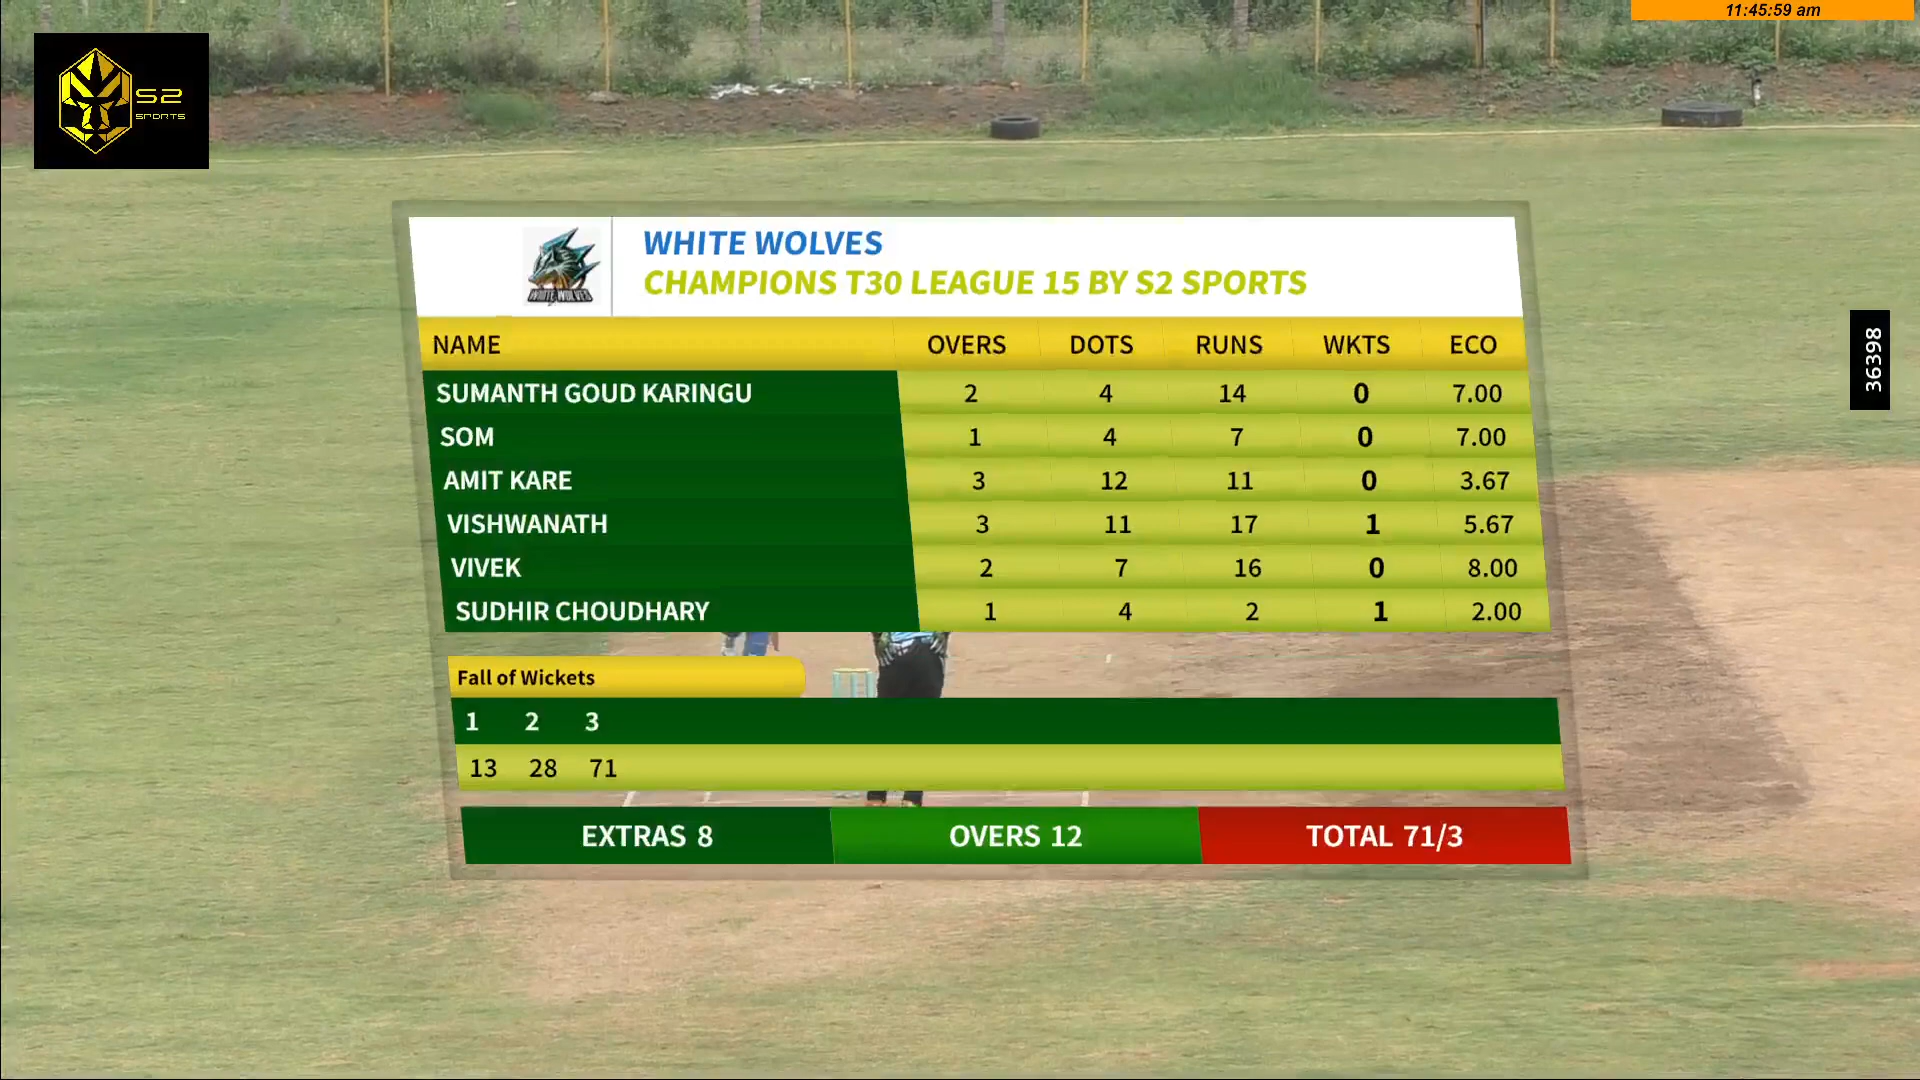 11:45:59 am
S2
SPORTS
WHITE WOLVES
WHITE WOLVES
CHAMPIONS T30 LEAGUE 15 BY S2 SPORTS
NAME OVERS DOTS RUNS WKTS ECO
SUMANTH GOUD KARINGU 2 4 14 0 7.00
SOM 1 4 7 0 7.00
AMIT KARE 3 12 11 0 3.67
VISHWANATH 3 11 17 1 5.67
VIVEK 2 7 16 0 8.00
SUDHIR CHOUDHARY 1 4 2 1 2.00
Fall of Wickets
1 2 3
13 28 71
EXTRAS 8 OVERS 12 TOTAL 71/3
36398